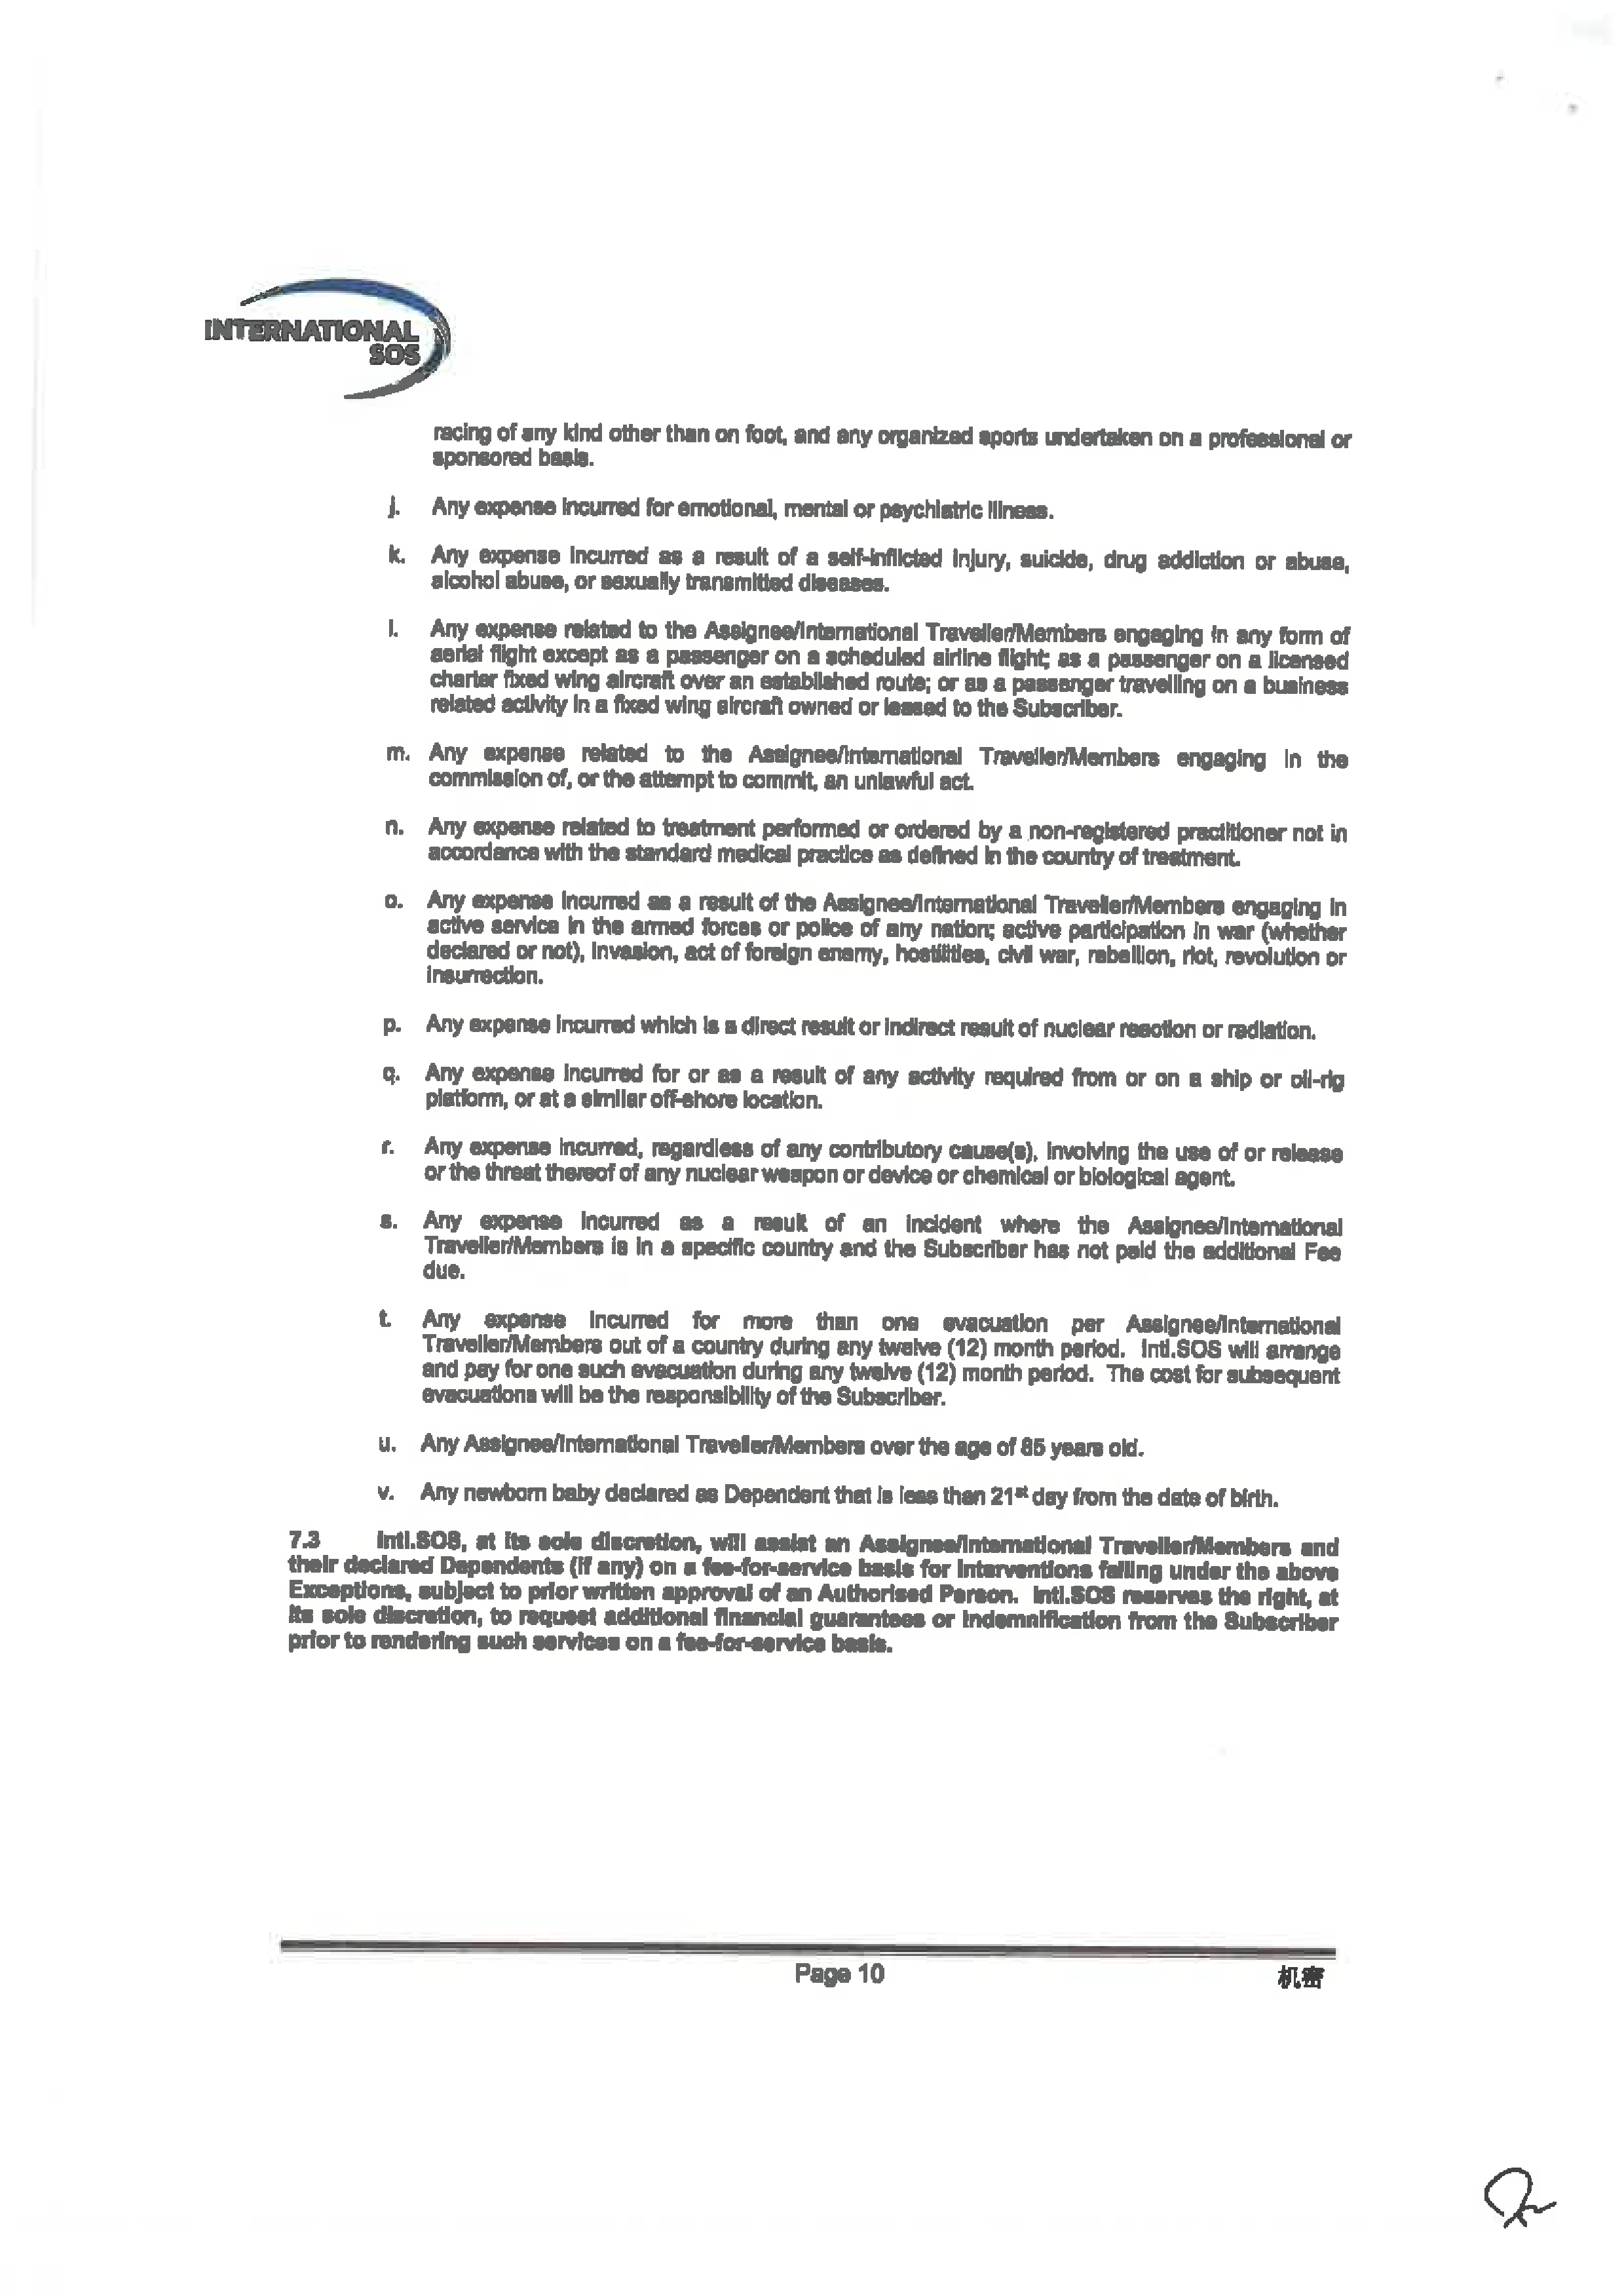 INTERNATIONAL
SOS
racing of any kind other than on foot, and any organized sports undertaken on a professional or
sponsored basis.
j. Any expense incurred for emotional, mental or psychiatric illness.
k. Any expense incurred as a result of a self-inflicted injury, suicide, drug addiction or abuse,
alcohol abuse, or sexually transmitted diseases.
l. Any expense related to the Assignee/International Traveller/Members engaging in any form of
aerial flight except as a passenger on a scheduled airline flight; as a passenger on a licensed
charter fixed wing aircraft over an established route; or as a passenger travelling on a business
related activity in a fixed wing aircraft owned or leased to the Subscriber.
m. Any expense related to the Assignee/International Traveller/Members engaging in the
commission of, or the attempt to commit, an unlawful act.
n. Any expense related to treatment performed or ordered by a non-registered practitioner not in
accordance with the standard medical practice as defined in the country of treatment.
o. Any expense incurred as a result of the Assignee/International Traveller/Members engaging in
active service in the armed forces or police of any nation; active participation in war (whether
declared or not), invasion, act of foreign enemy, hostilities, civil war, rebellion, riot, revolution or
insurrection.
p. Any expense incurred which is a direct result or indirect result of nuclear reaction or radiation.
q. Any expense incurred for or as a result of any activity required from or on a ship or oil-rig
platform, or at a similar off-shore location.
r. Any expense incurred, regardless of any contributory cause(s), involving the use of or release
or the threat thereof of any nuclear weapon or device or chemical or biological agent.
s. Any expense incurred as a result of an incident where the Assignee/International
Traveller/Members is in a specific country and the Subscriber has not paid the additional Fee
due.
t. Any expense incurred for more than one evacuation per Assignee/International
Traveller/Members out of a country during any twelve (12) month period. Intl.SOS will arrange
and pay for one such evacuation during any twelve (12) month period. The cost for subsequent
evacuations will be the responsibility of the Subscriber.
u. Any Assignee/International Traveller/Members over the age of 85 years old.
v. Any newborn baby declared as Dependent that is less than 21st day from the date of birth.
7.3 Intl.SOS, at its sole discretion, will assist an Assignee/International Traveller/Members and
their declared Dependents (if any) on a fee-for-service basis for interventions falling under the above
Exceptions, subject to prior written approval of an Authorised Person. Intl.SOS reserves the right, at
its sole discretion, to request additional financial guarantees or indemnification from the Subscriber
prior to rendering such services on a fee-for-service basis.
Page 10 机密